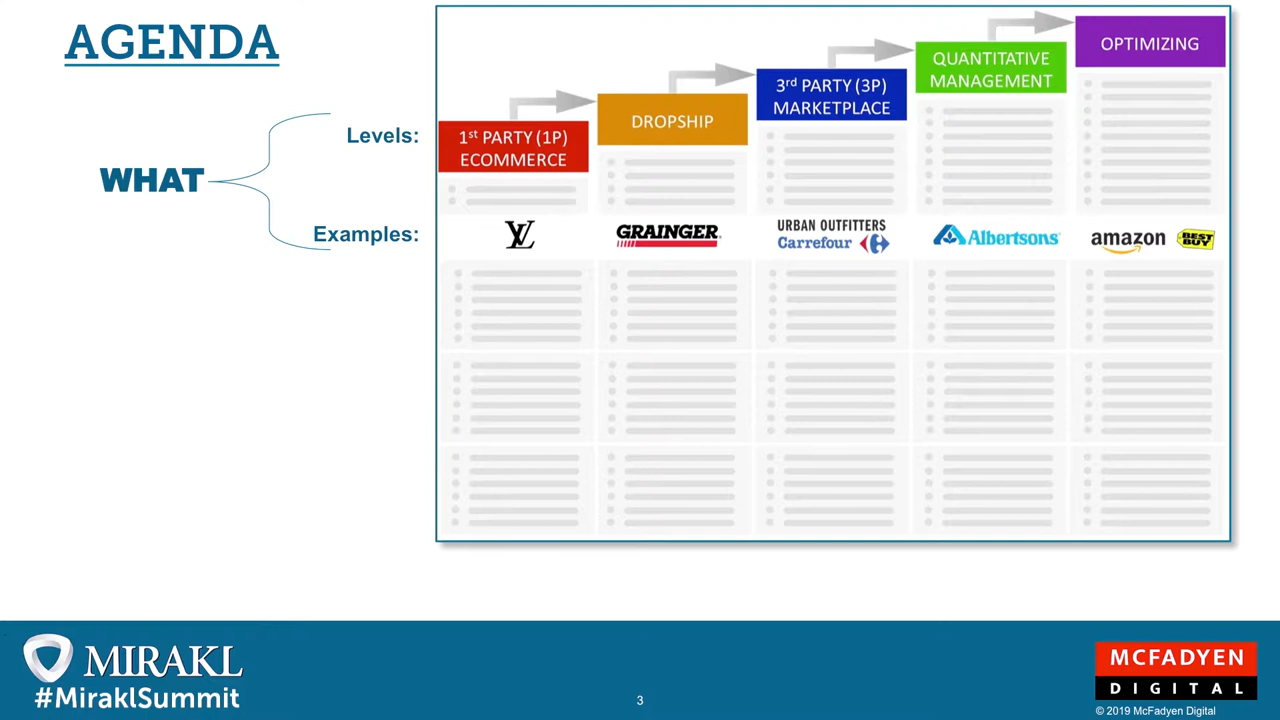 AGENDA
WHAT
Levels:
Examples:
1st PARTY (1P)
ECOMMERCE
DROPSHIP
3rd PARTY (3P)
MARKETPLACE
QUANTITATIVE
MANAGEMENT
OPTIMIZING
LV
GRAINGER
URBAN OUTFITTERS
Carrefour
Albertsons
amazon
BEST
BUY
MIRAKL
#MiraklSummit
3
MCFADYEN
DIGITAL
© 2019 McFadyen Digital